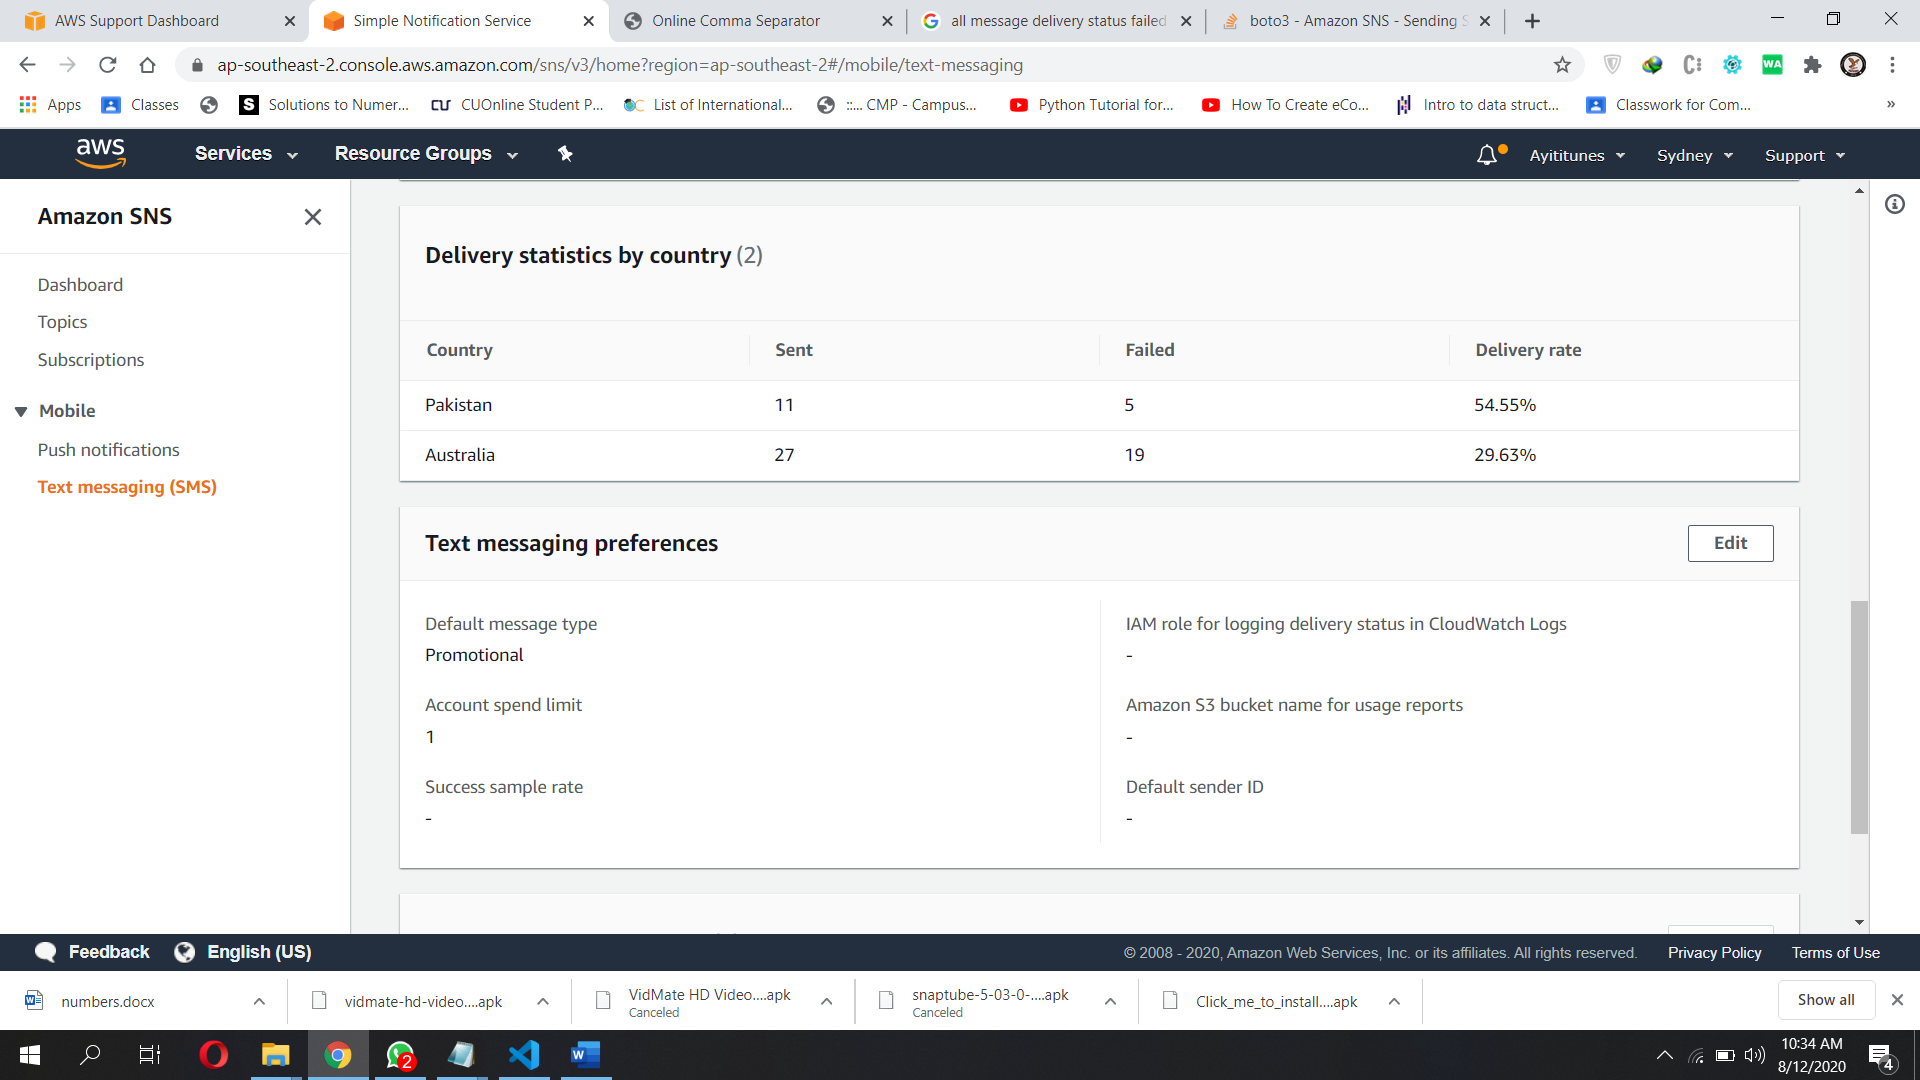 AWS Support Dashboard
Simple Notification Service
Online Comma Separator
all message delivery status failed
boto3 - Amazon SNS - Sending S
ap-southeast-2.console.aws.amazon.com/sns/v3/home?region=ap-southeast-2#/mobile/text-messaging
WA
Apps
Classes
S
Solutions to Numer...
CUOnline Student P...
List of International...
::... CMP - Campus...
Python Tutorial for...
How To Create eCo...
Intro to data struct...
Classwork for Com...
»
aws
Services
Resource Groups
Ayititunes
Sydney
Support
Amazon SNS
Dashboard
Topics
Subscriptions
Mobile
Push notifications
Text messaging (SMS)
Delivery statistics by country (2)
Country Sent Failed Delivery rate
Pakistan 11 5 54.55%
Australia 27 19 29.63%
Text messaging preferences
Edit
Default message type
Promotional
Account spend limit
1
Success sample rate
-
IAM role for logging delivery status in CloudWatch Logs
-
Amazon S3 bucket name for usage reports
-
Default sender ID
-
Feedback
English (US)
© 2008 - 2020, Amazon Web Services, Inc. or its affiliates. All rights reserved.
Privacy Policy
Terms of Use
numbers.docx
vidmate-hd-video....apk
VidMate HD Video....apk
Canceled
snaptube-5-03-0-....apk
Canceled
Click_me_to_install....apk
Show all
2
10:34 AM
8/12/2020
4